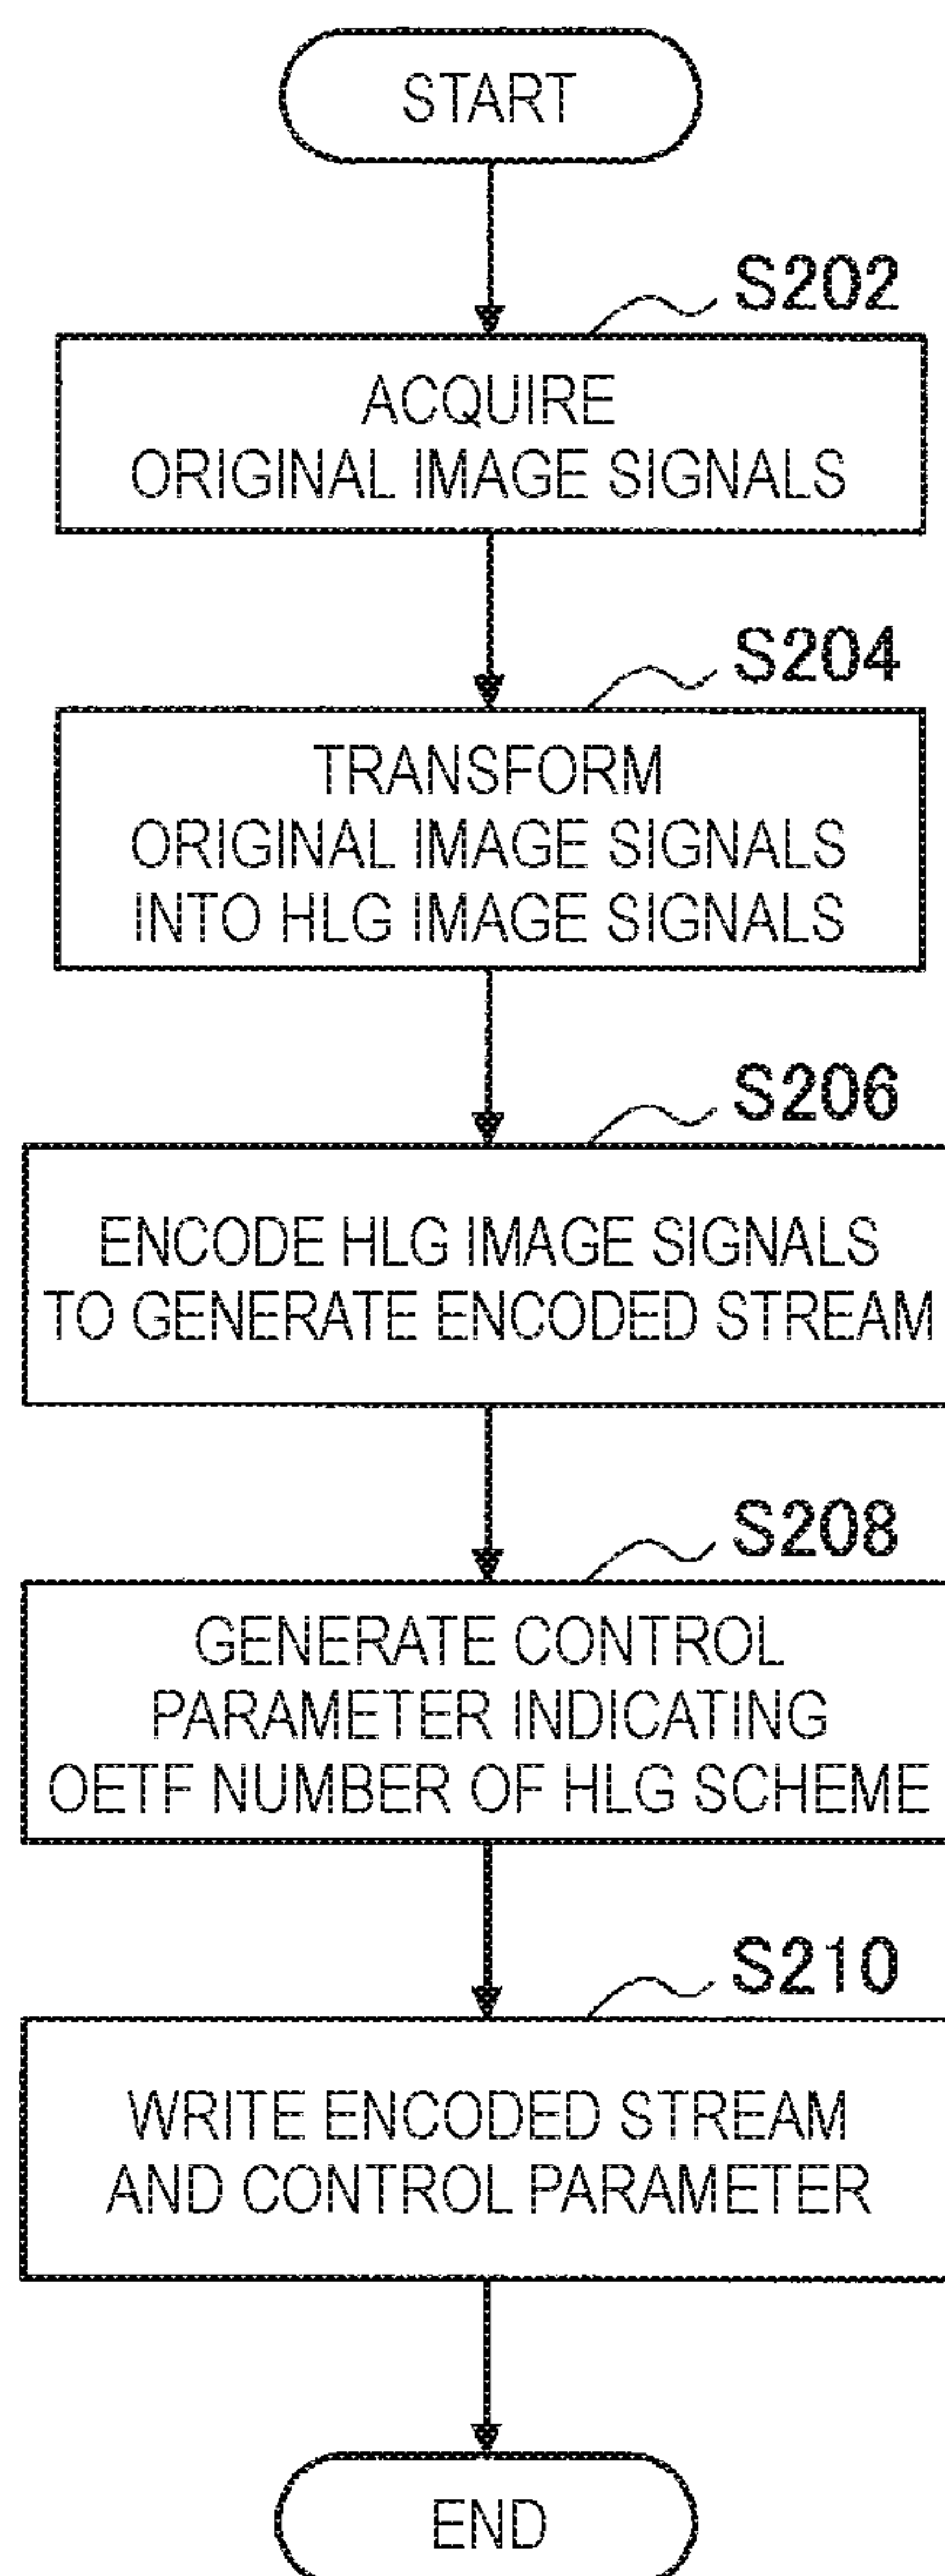 START
S202
ACQUIRE
ORIGINAL IMAGE SIGNALS
S204
TRANSFORM
ORIGINAL IMAGE SIGNALS
INTO HLG IMAGE SIGNALS
S206
ENCODE HLG IMAGE SIGNALS
TO GENERATE ENCODED STREAM
S208
GENERATE CONTROL
PARAMETER INDICATING
OETF NUMBER OF HLG SCHEME
S210
WRITE ENCODED STREAM
AND CONTROL PARAMETER
END